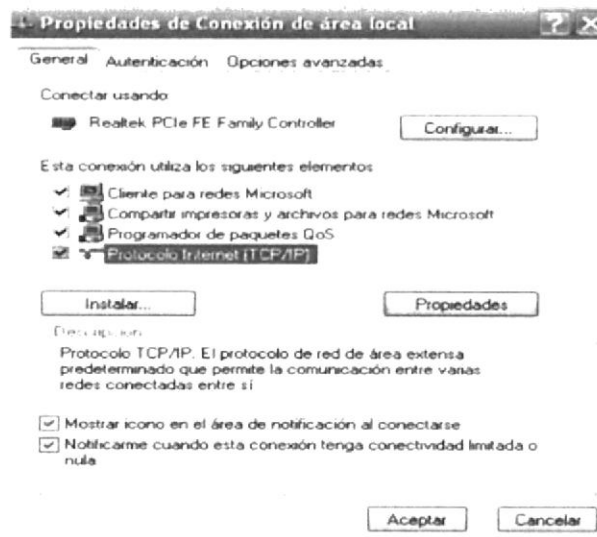 Propiedades de Conexión de área local
General Autenticación Opciones avanzadas
Conectar usando
Realtek PCIe FE Family Controller Configurar...
Esta conexión utiliza los siguientes elementos
Cliente para redes Microsoft
Compartir impresoras y archivos para redes Microsoft
Programador de paquetes QoS
Protocolo Internet (TCP/IP)
Instalar... Propiedades
Descripción
Protocolo TCP/IP. El protocolo de red de área extensa
predeterminado que permite la comunicación entre varias
redes conectadas entre sí
Mostrar icono en el área de notificación al conectarse
Notificarme cuando esta conexión tenga conectividad limitada o
nula
Aceptar Cancelar